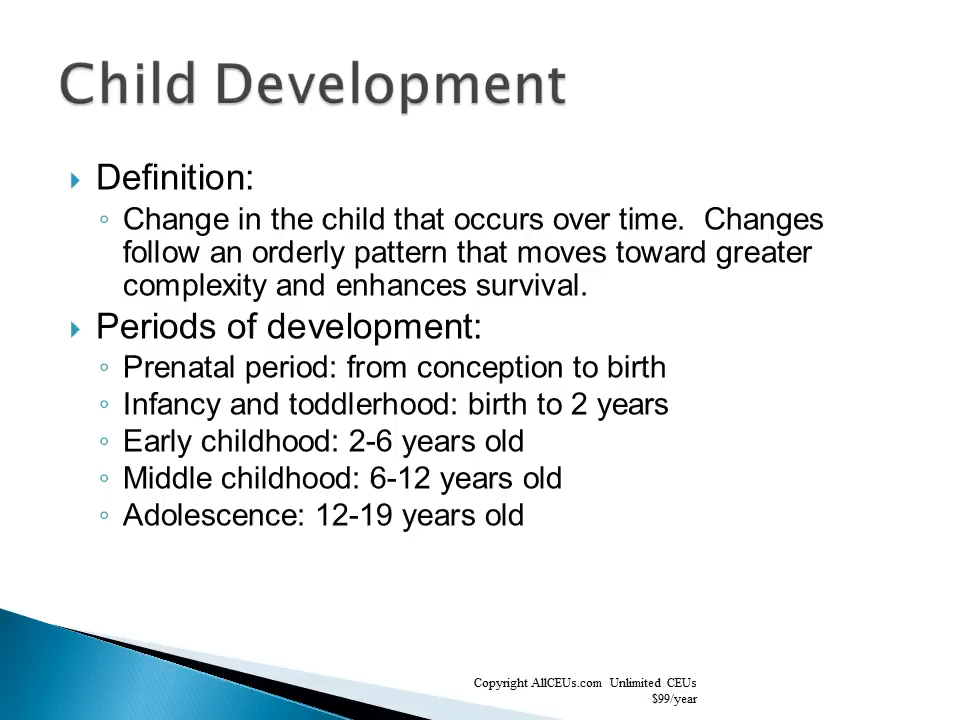 Child Development
Definition:
◦ Change in the child that occurs over time.  Changes
follow an orderly pattern that moves toward greater
complexity and enhances survival.
Periods of development:
◦ Prenatal period: from conception to birth
◦ Infancy and toddlerhood: birth to 2 years
◦ Early childhood: 2-6 years old
◦ Middle childhood: 6-12 years old
◦ Adolescence: 12-19 years old
Copyright AllCEUs.com  Unlimited CEUs
$99/year